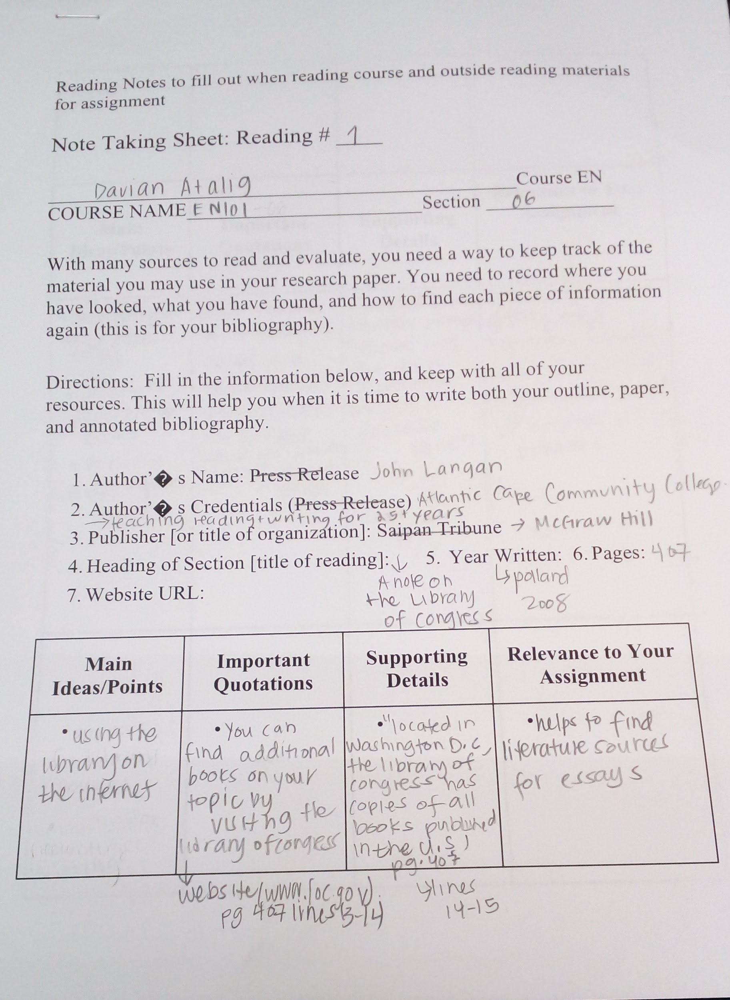 Reading Notes to fill out when reading course and outside reading materials
for assignment
Note Taking Sheet: Reading # 1
Davian Atalig Course EN
COURSE NAME EN101 Section 06
With many sources to read and evaluate, you need a way to keep track of the
material you may use in your research paper. You need to record where you
have looked, what you have found, and how to find each piece of information
again (this is for your bibliography).
Directions: Fill in the information below, and keep with all of your
resources. This will help you when it is time to write both your outline, paper,
and annotated bibliography.
1. Author’� s Name: Press Release John Langan
2. Author’� s Credentials (Press Release) Atlantic Cape Community College.
→teaching reading + writing for 25+ years
3. Publisher [or title of organization]: Saipan Tribune → McGraw Hill
4. Heading of Section [title of reading]:↓ 5. Year Written: 6. Pages: 407
A note on
the Library
of congress
↳pollard
2008
7. Website URL:
Main
Ideas/Points
Important
Quotations
Supporting
Details
Relevance to Your
Assignment
• using the
library on
the internet
• You can
find additional
books on your
topic by
visiting the
library of congess
↓
website/www.loc.gov).
pg 407 lines 13-14
•"located in
Washington D.C,
the library of
congress has
copies of all
books published
in the U.S)
pg. 407
↳lines
14-15
•helps to find
literature sources
for essays